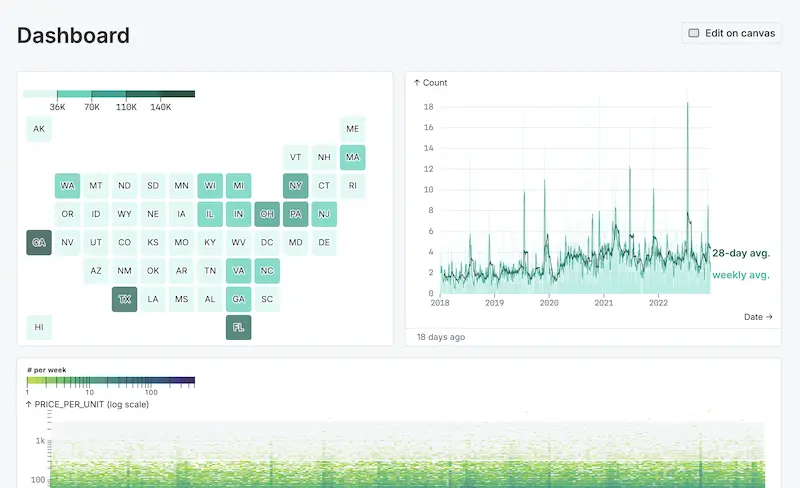 Dashboard
Edit on canvas
36K 70K 110K 140K
AK ME
VT NH MA
WA MT ND SD MN WI MI NY CT RI
OR ID WY NE IA IL IN OH PA NJ
CA NV UT CO KS MO KY WV DC MD DE
AZ NM OK AR TN VA NC
TX LA MS AL GA SC
HI FL
↑ Count
18
16
14
12
10
8
6
4
2
0
28-day avg.
weekly avg.
2018 2019 2020 2021 2022
Date →
18 days ago
# per week
1 10 100
↑ PRICE_PER_UNIT (log scale)
1k
100